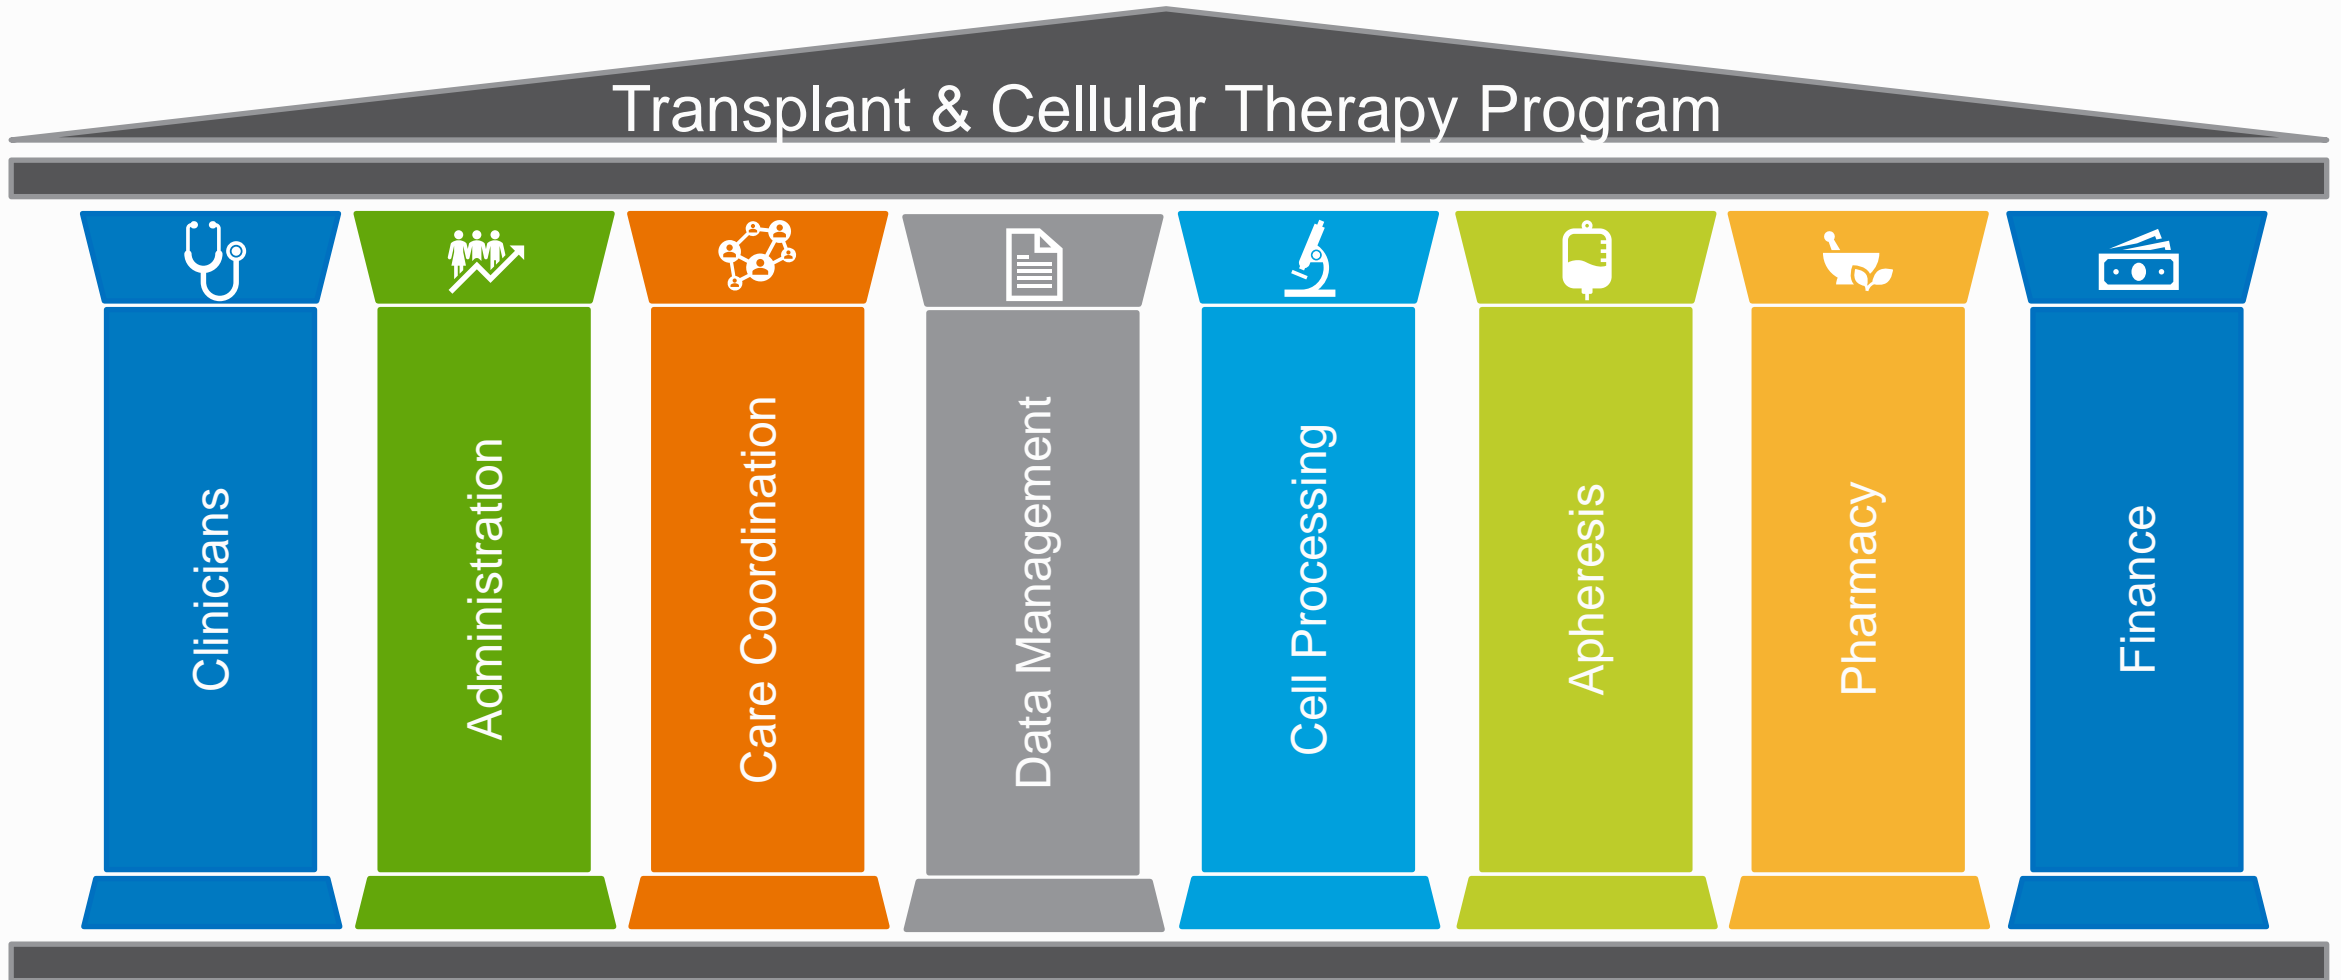 Transplant & Cellular Therapy Program
Clinicians
Administration
Care Coordination
Data Management
Cell Processing
Apheresis
Pharmacy
Finance